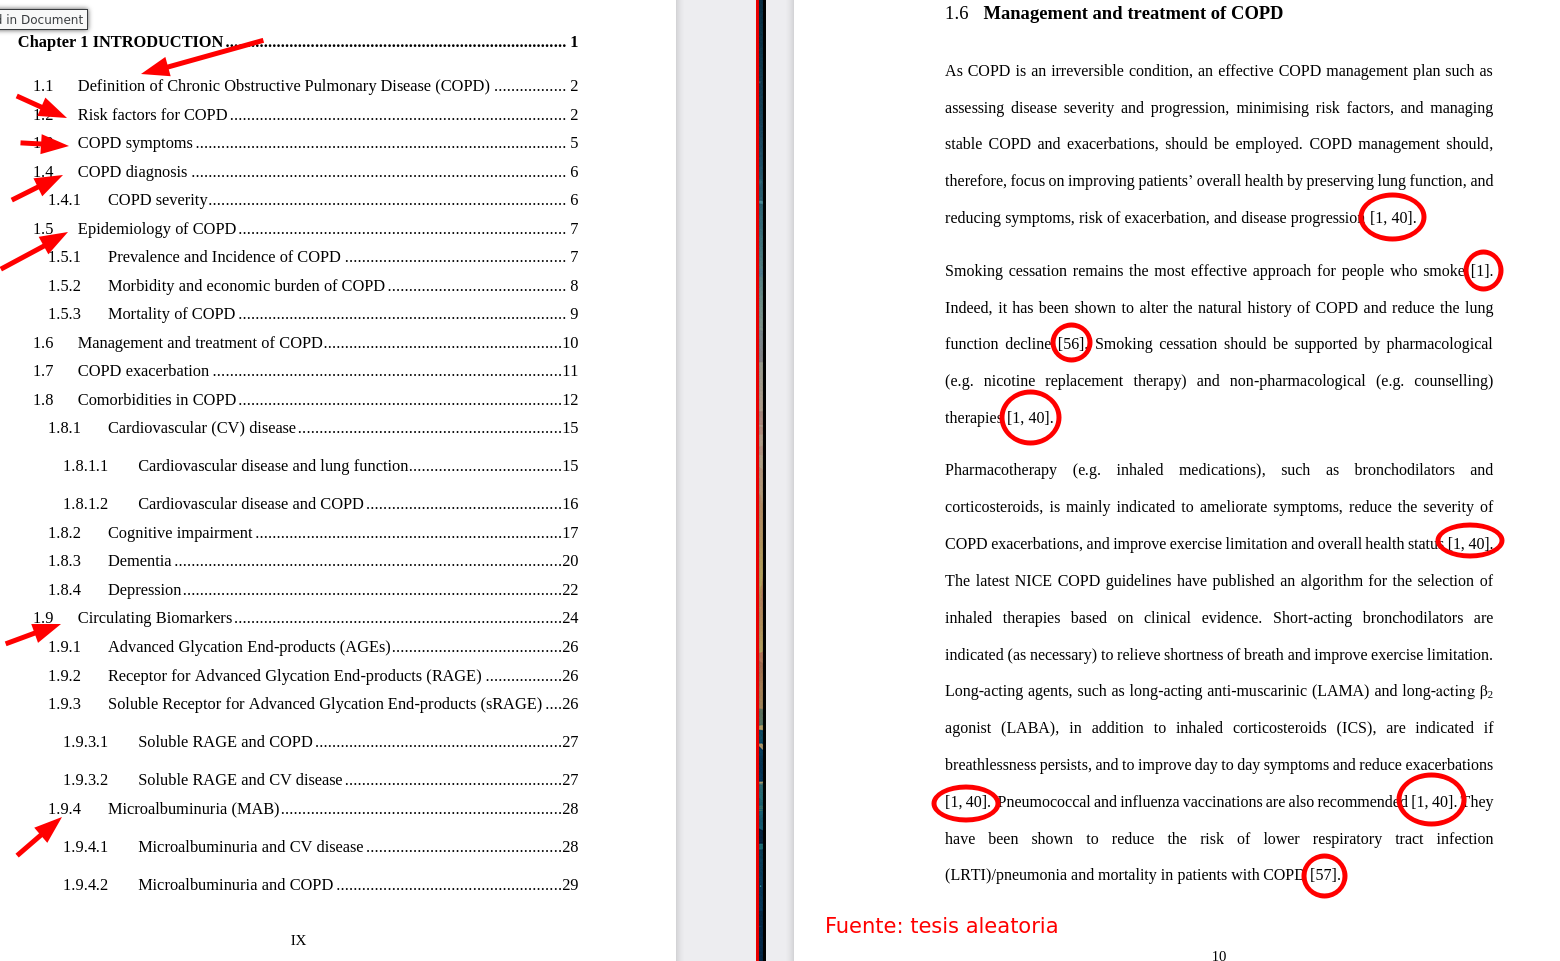 d in Document
Chapter 1 INTRODUCTION ................ 1
1.1 Definition of Chronic Obstructive Pulmonary Disease (COPD) ................ 2
1.2 Risk factors for COPD ................ 2
COPD symptoms ................ 5
1.4 COPD diagnosis ................ 6
1.4.1 COPD severity ................ 6
1.5 Epidemiology of COPD ................ 7
1.5.1 Prevalence and Incidence of COPD ................ 7
1.5.2 Morbidity and economic burden of COPD ................ 8
1.5.3 Mortality of COPD ................ 9
1.6 Management and treatment of COPD ................ 10
1.7 COPD exacerbation ................ 11
1.8 Comorbidities in COPD ................ 12
1.8.1 Cardiovascular (CV) disease ................ 15
1.8.1.1 Cardiovascular disease and lung function ................ 15
1.8.1.2 Cardiovascular disease and COPD ................ 16
1.8.2 Cognitive impairment ................ 17
1.8.3 Dementia ................ 20
1.8.4 Depression ................ 22
1.9 Circulating Biomarkers ................ 24
1.9.1 Advanced Glycation End-products (AGEs) ................ 26
1.9.2 Receptor for Advanced Glycation End-products (RAGE) ................ 26
1.9.3 Soluble Receptor for Advanced Glycation End-products (sRAGE) .... 26
1.9.3.1 Soluble RAGE and COPD ................ 27
1.9.3.2 Soluble RAGE and CV disease ................ 27
1.9.4 Microalbuminuria (MAB) ................ 28
1.9.4.1 Microalbuminuria and CV disease ................ 28
1.9.4.2 Microalbuminuria and COPD ................ 29
IX
1.6 Management and treatment of COPD
As COPD is an irreversible condition, an effective COPD management plan such as
assessing disease severity and progression, minimising risk factors, and managing
stable COPD and exacerbations, should be employed. COPD management should,
therefore, focus on improving patients’ overall health by preserving lung function, and
reducing symptoms, risk of exacerbation, and disease progression [1, 40].
Smoking cessation remains the most effective approach for people who smoke [1].
Indeed, it has been shown to alter the natural history of COPD and reduce the lung
function decline [56]. Smoking cessation should be supported by pharmacological
(e.g. nicotine replacement therapy) and non-pharmacological (e.g. counselling)
therapies [1, 40].
Pharmacotherapy (e.g. inhaled medications), such as bronchodilators and
corticosteroids, is mainly indicated to ameliorate symptoms, reduce the severity of
COPD exacerbations, and improve exercise limitation and overall health status [1, 40].
The latest NICE COPD guidelines have published an algorithm for the selection of
inhaled therapies based on clinical evidence. Short-acting bronchodilators are
indicated (as necessary) to relieve shortness of breath and improve exercise limitation.
Long-acting agents, such as long-acting anti-muscarinic (LAMA) and long-acting β₂
agonist (LABA), in addition to inhaled corticosteroids (ICS), are indicated if
breathlessness persists, and to improve day to day symptoms and reduce exacerbations
[1, 40]. Pneumococcal and influenza vaccinations are also recommended [1, 40]. They
have been shown to reduce the risk of lower respiratory tract infection
(LRTI)/pneumonia and mortality in patients with COPD [57].
Fuente: tesis aleatoria
10